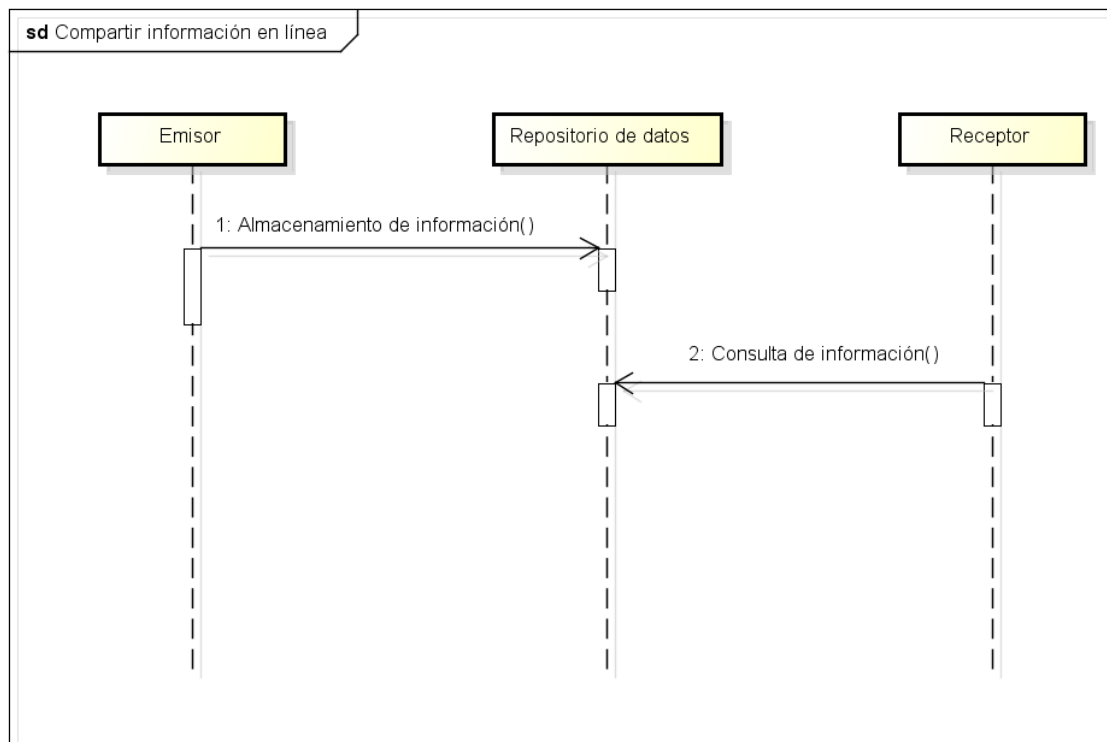 sd Compartir información en línea
Emisor
Repositorio de datos
Receptor
1: Almacenamiento de información()
2: Consulta de información()